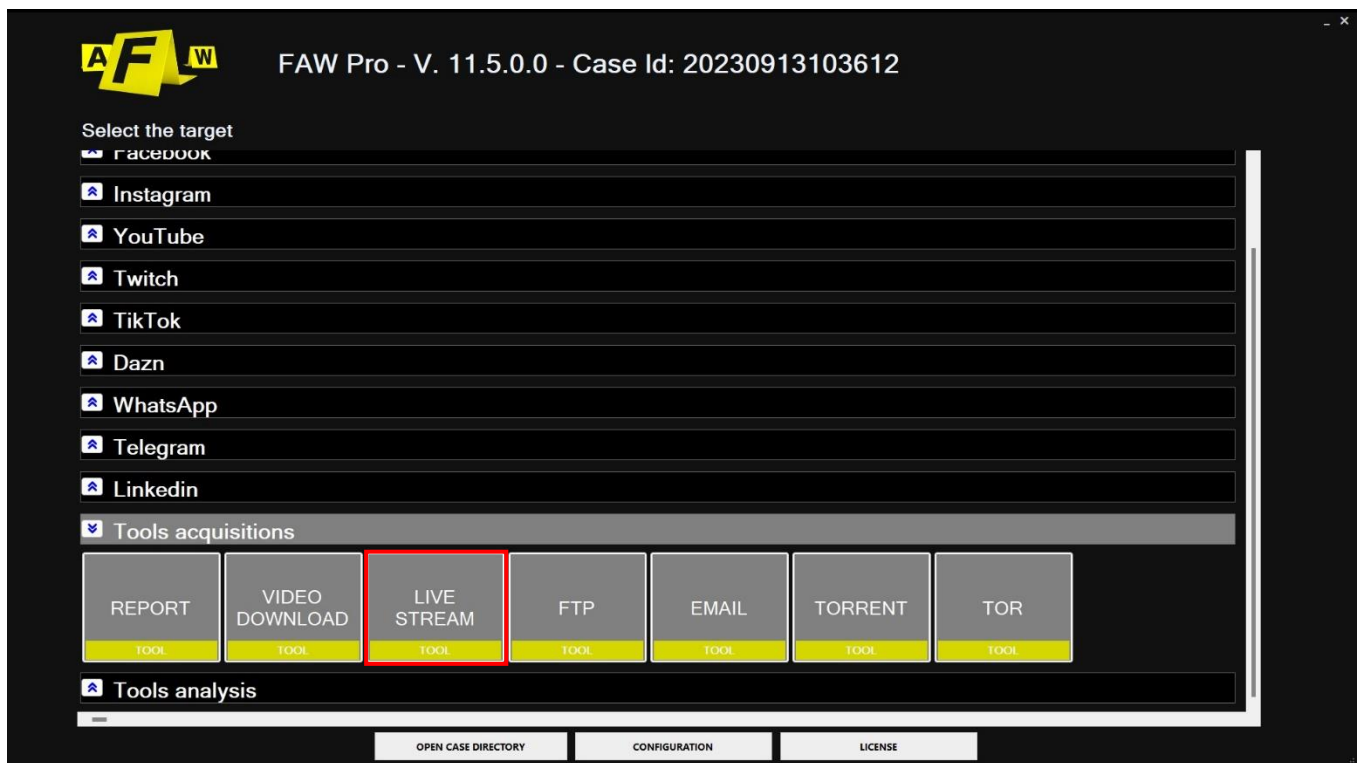 A F W
FAW Pro - V. 11.5.0.0 - Case Id: 20230913103612
Select the target
Facebook
Instagram
YouTube
Twitch
TikTok
Dazn
WhatsApp
Telegram
Linkedin
Tools acquisitions
REPORT
TOOL
VIDEO
DOWNLOAD
TOOL
LIVE
STREAM
TOOL
FTP
TOOL
EMAIL
TOOL
TORRENT
TOOL
TOR
TOOL
Tools analysis
OPEN CASE DIRECTORY
CONFIGURATION
LICENSE